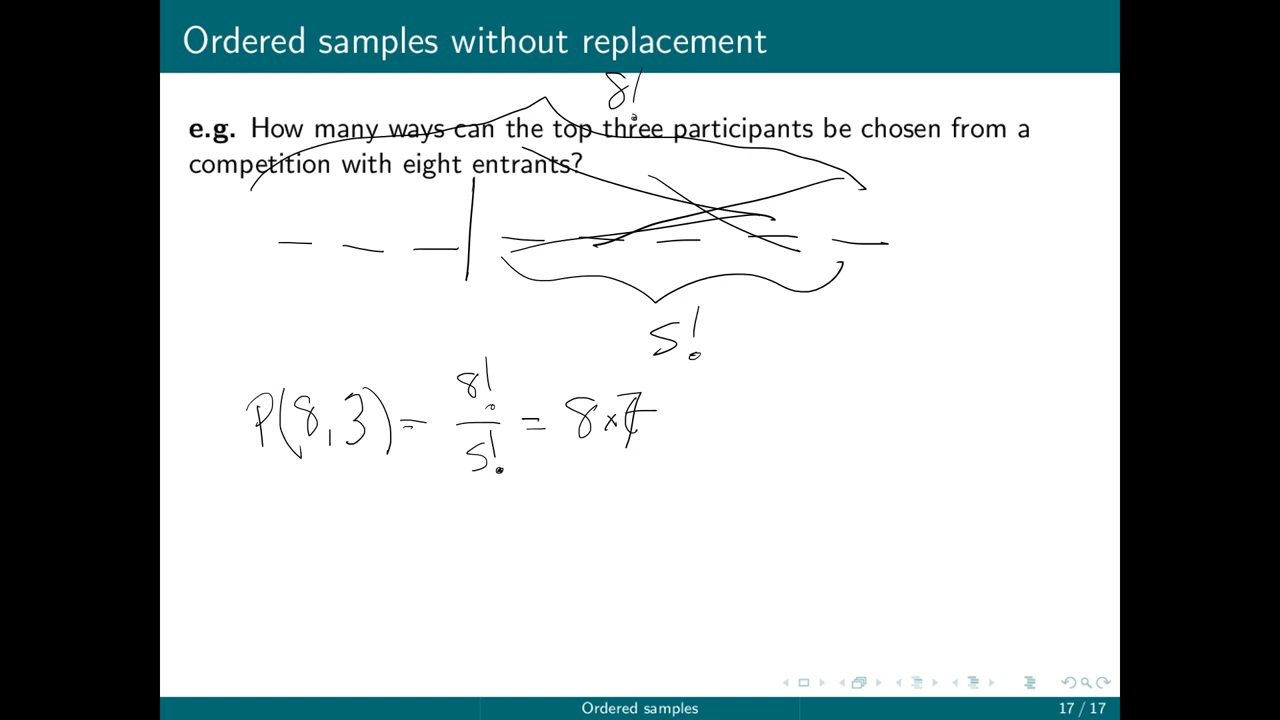 Ordered samples without replacement
8!
e.g. How many ways can the top three participants be chosen from a
competition with eight entrants?
5!
P(8,3) = 8!/5! = 8×7
Ordered samples
17 / 17